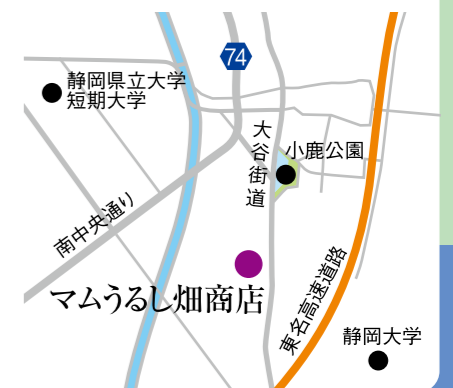 74
静岡県立大学
短期大学
大谷街道
小鹿公園
南中央通り
マムうるし畑商店
東名高速道路
静岡大学